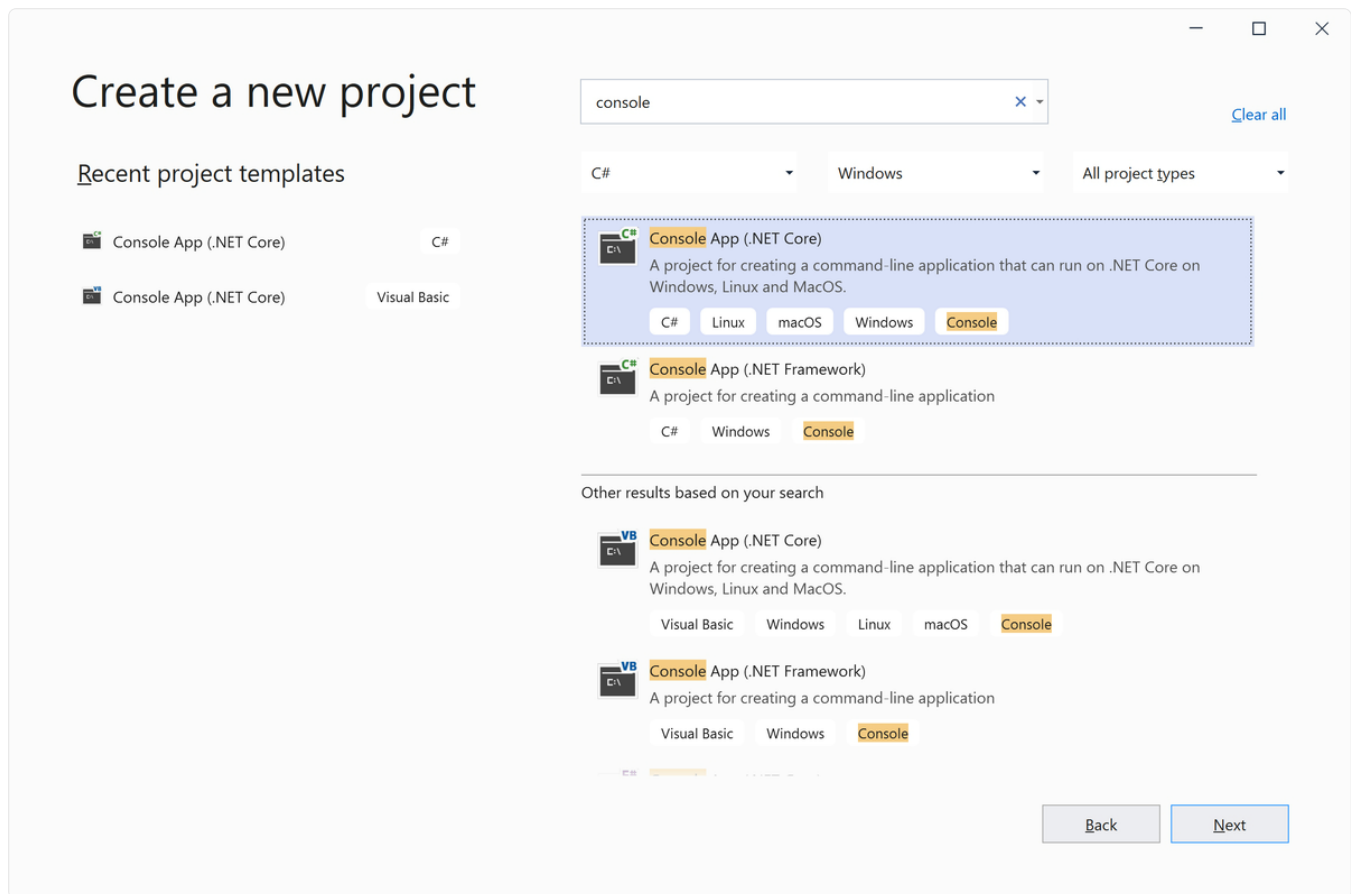 Create a new project
Recent project templates
Console App (.NET Core)
C#
Console App (.NET Core)
Visual Basic
console
Clear all
C#
Windows
All project types
C#
C:\
Console App (.NET Core)
A project for creating a command-line application that can run on .NET Core on
Windows, Linux and MacOS.
C# Linux macOS Windows Console
C#
C:\
Console App (.NET Framework)
A project for creating a command-line application
C# Windows Console
Other results based on your search
VB
C:\
Console App (.NET Core)
A project for creating a command-line application that can run on .NET Core on
Windows, Linux and MacOS.
Visual Basic Windows Linux macOS Console
VB
C:\
Console App (.NET Framework)
A project for creating a command-line application
Visual Basic Windows Console
Back
Next